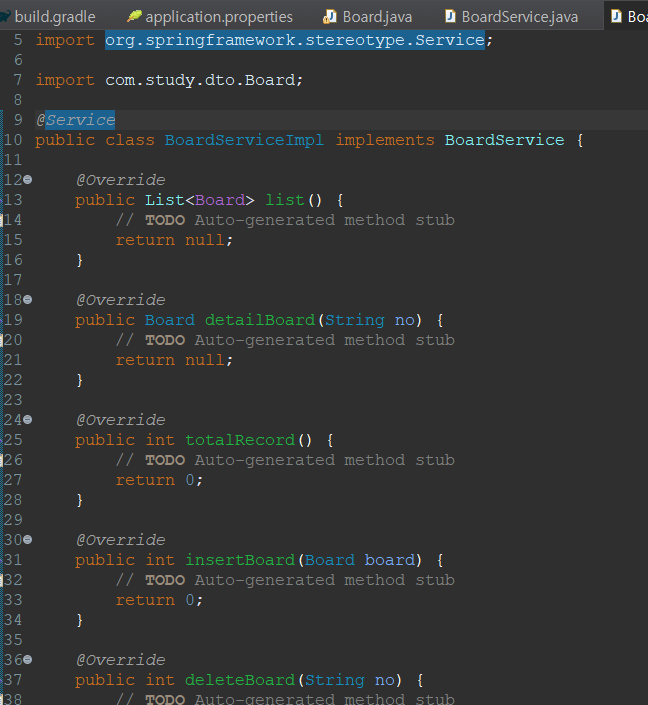 build.gradle application.properties Board.java BoardService.java Boa
5 import org.springframework.stereotype.Service;
6
7 import com.study.dto.Board;
8
9 @Service
10 public class BoardServiceImpl implements BoardService {
11
12 @Override
13 public List<Board> list() {
14 // TODO Auto-generated method stub
15 return null;
16 }
17
18 @Override
19 public Board detailBoard(String no) {
20 // TODO Auto-generated method stub
21 return null;
22 }
23
24 @Override
25 public int totalRecord() {
26 // TODO Auto-generated method stub
27 return 0;
28 }
29
30 @Override
31 public int insertBoard(Board board) {
32 // TODO Auto-generated method stub
33 return 0;
34 }
35
36 @Override
37 public int deleteBoard(String no) {
38 // TODO Auto-generated method stub